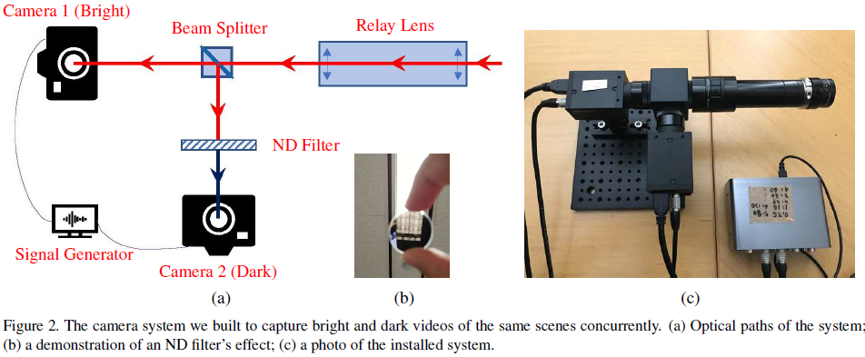 Camera 1 (Bright)
Beam Splitter
Relay Lens
ND Filter
Signal Generator
Camera 2 (Dark)
(a)
(b)
(c)
Figure 2. The camera system we built to capture bright and dark videos of the same scenes concurrently. (a) Optical paths of the system;
(b) a demonstration of an ND filter's effect; (c) a photo of the installed system.